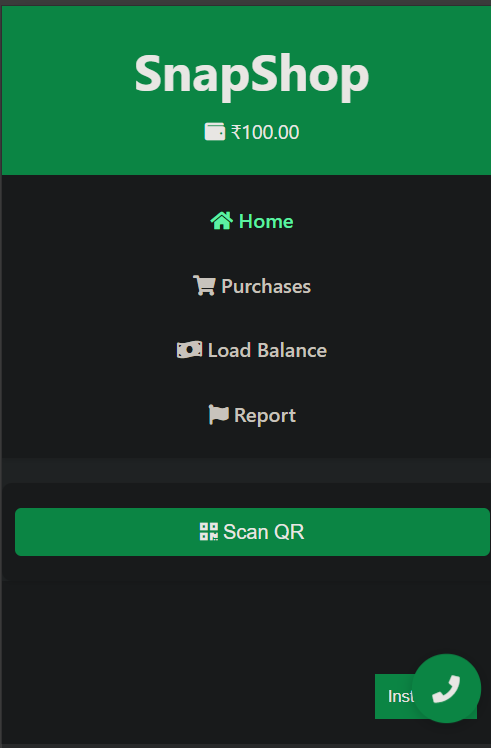 SnapShop
₹100.00
Home
Purchases
Load Balance
Report
Scan QR